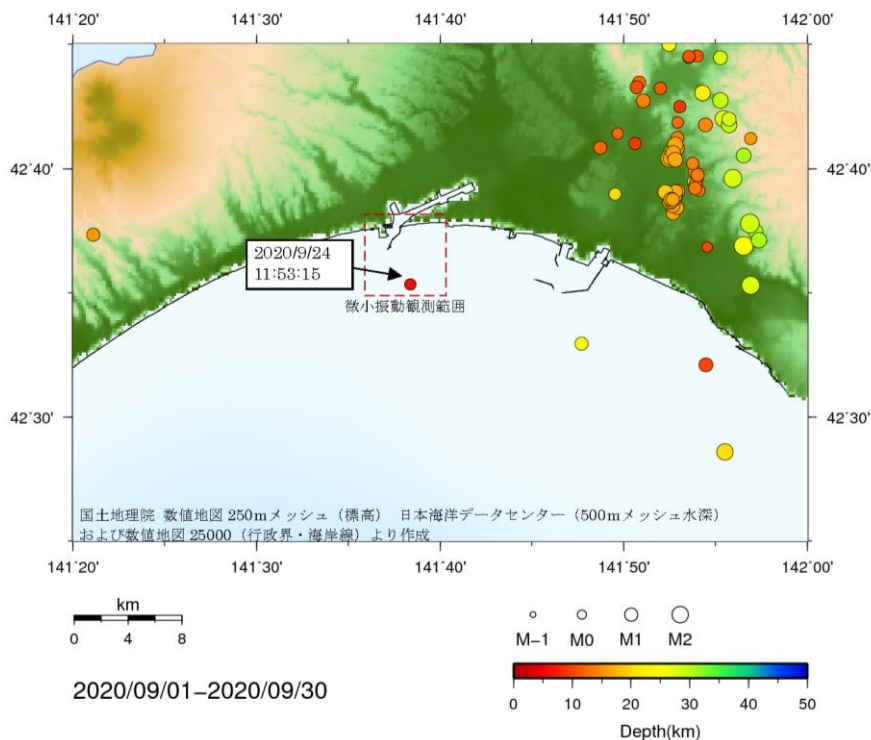 141°20' 141°30' 141°40' 141°50' 142°00'
42°40' 42°40'
2020/9/24
11:53:15
微小振動観測範囲
42°30' 42°30'
国土地理院 数値地図 250mメッシュ（標高） 日本海洋データセンター（500mメッシュ水深）
および数値地図 25000（行政界・海岸線）より作成
141°20' 141°30' 141°40' 141°50' 142°00'
km
0 4 8
M-1 M0 M1 M2
2020/09/01-2020/09/30
0 10 20 30 40 50
Depth(km)